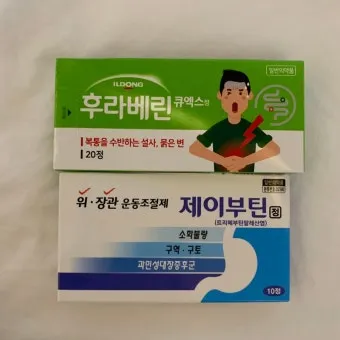 ILDONG
일반의약품
후라베린 큐엑스정
복통을 수반하는 설사, 묽은 변
20정
위·장관 운동조절제
제이부틴 정
(트리메부틴말레산염)
소화불량
구역·구토
과민성대장증후군
10정